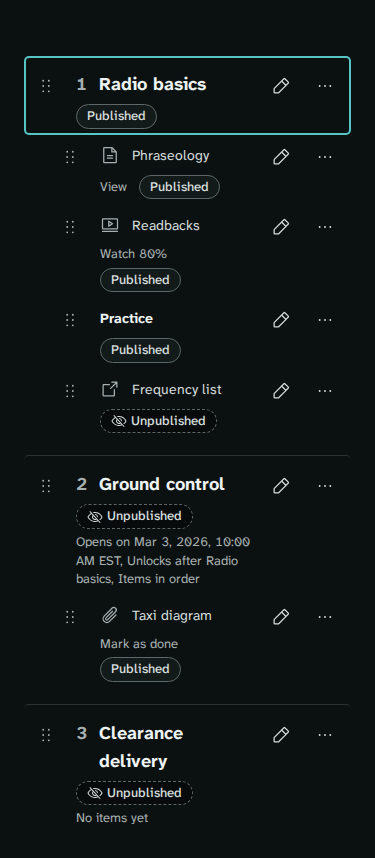 1 Radio basics
Published
Phraseology
View Published
Readbacks
Watch 80%
Published
Practice
Published
Frequency list
Unpublished
2 Ground control
Unpublished
Opens on Mar 3, 2026, 10:00
AM EST, Unlocks after Radio
basics, Items in order
Taxi diagram
Mark as done
Published
3 Clearance
delivery
Unpublished
No items yet